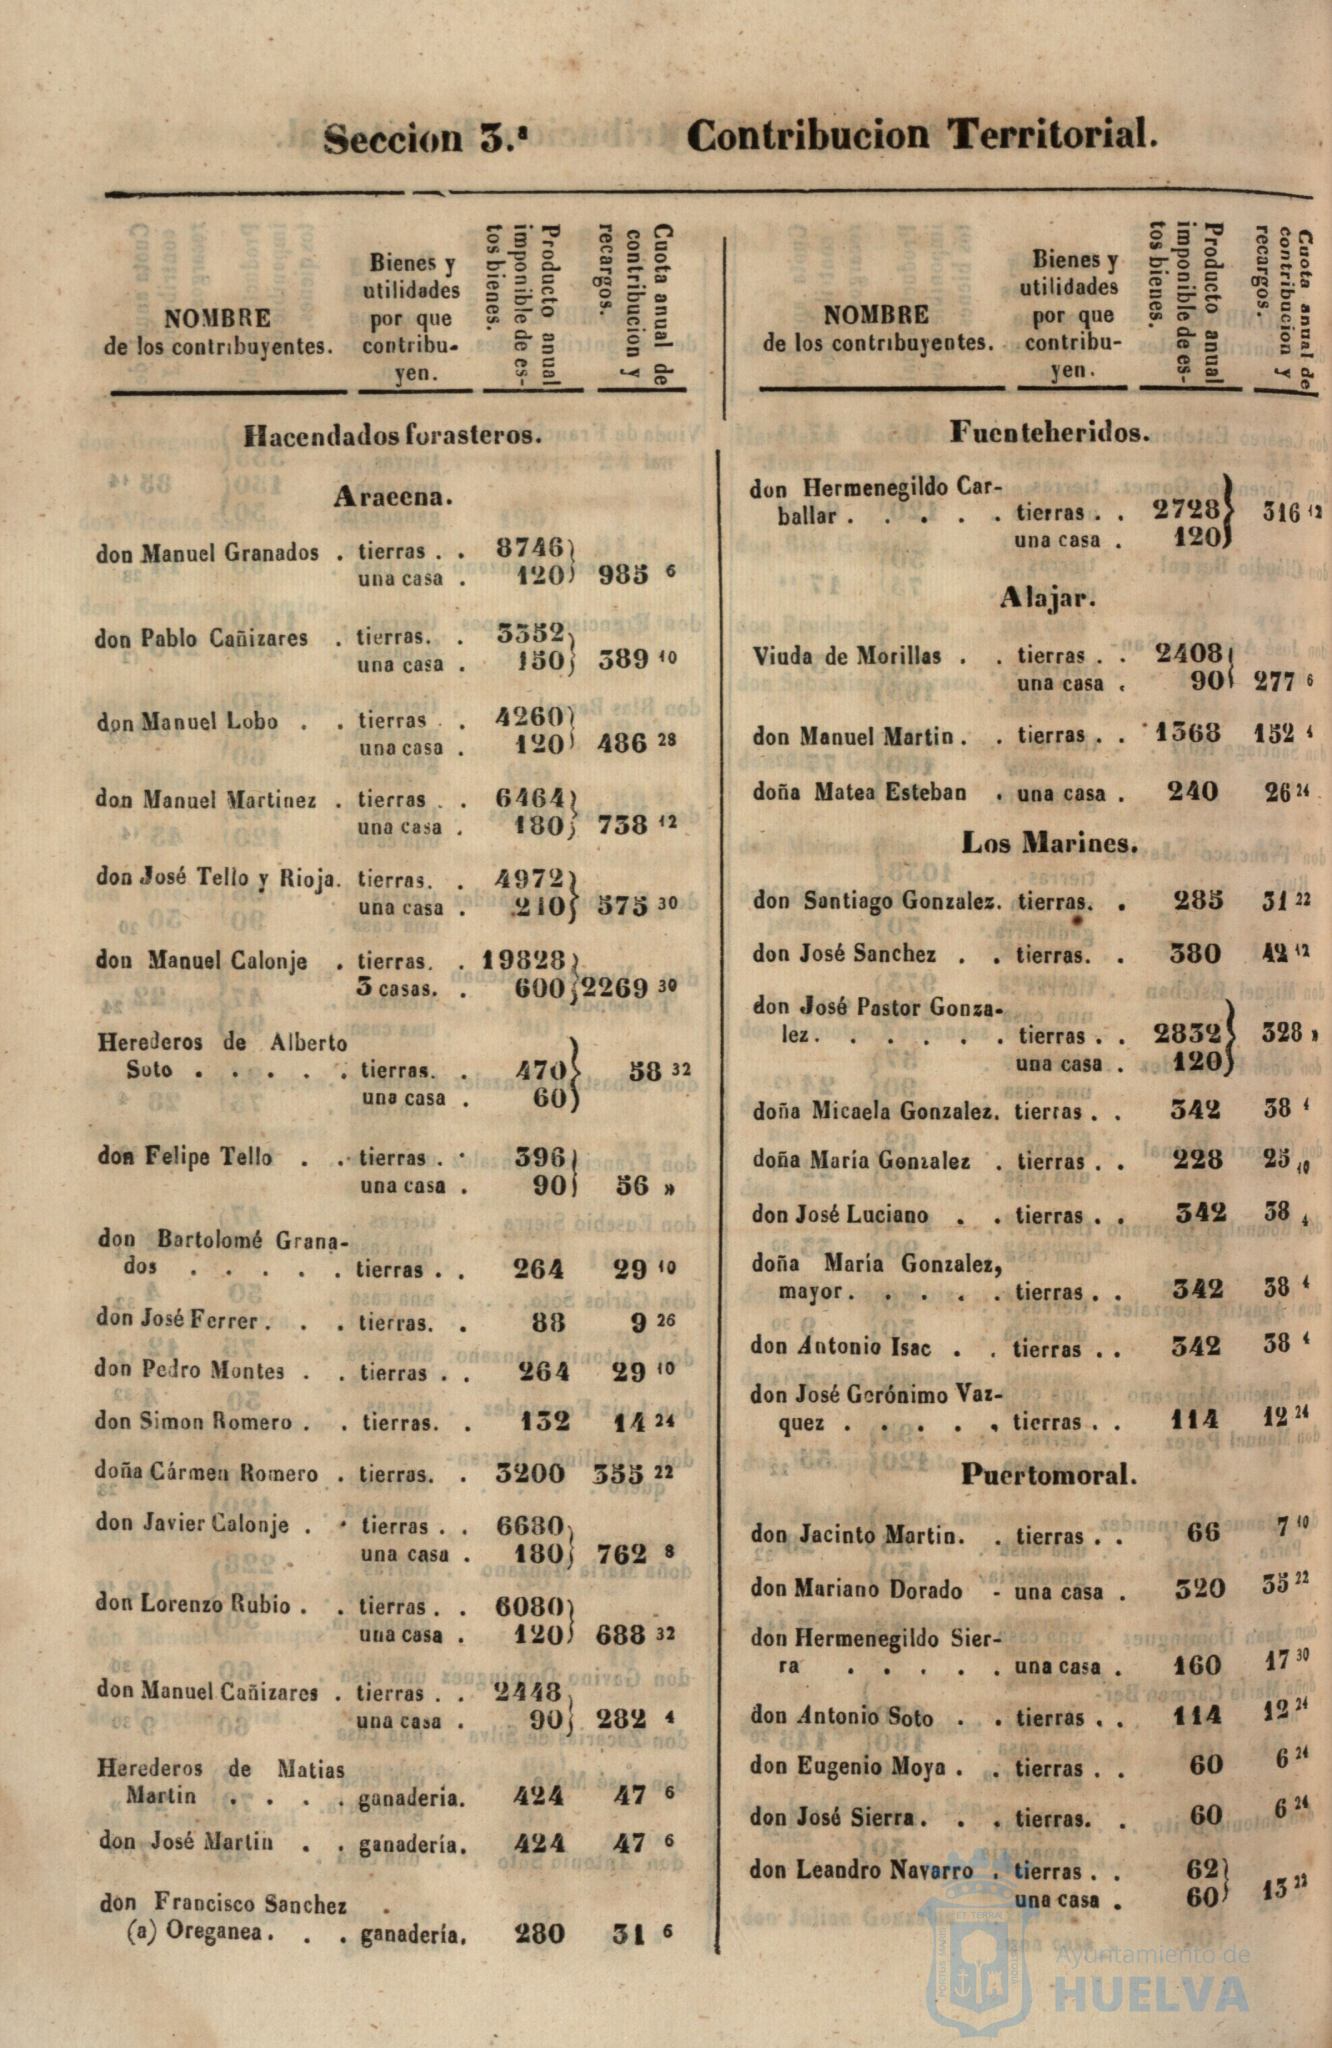 Seccion 3.ª Contribucion Territorial.
NOMBRE
de los contribuyentes.
Bienes y
utilidades
por que
contribu-
yen.
Producto anual
imponible de es-
tos bienes.
Cuota anual de
contribucion y
recargos.
Hacendados forasteros.
Aracena.
don Manuel Granados . tierras . . 8746
una casa . 120 985 6
don Pablo Cañizares . tierras. . 3352
una casa . 150 389 10
don Manuel Lobo . . tierras . . 4260
una casa . 120 486 28
don Manuel Martinez . tierras . . 6464
una casa . 180 738 12
don José Tello y Rioja. tierras. . 4972
una casa . 210 575 30
don Manuel Calonje . tierras. . 19828
3 casas. . 600 2269 30
Herederos de Alberto
Soto . . . . . tierras. . 470 58 32
una casa . 60
don Felipe Tello . . tierras . . 396
una casa . 90 56 »
don Bartolomé Grana-
dos . . . . . tierras . . 264 29 10
don José Ferrer . . . tierras. . 88 9 26
don Pedro Montes . . tierras . . 264 29 10
don Simon Romero . . tierras. . 132 14 24
doña Cármen Romero . tierras. . 3200 355 22
don Javier Calonje . . tierras . . 6680
una casa . 180 762 8
don Lorenzo Rubio . . tierras . . 6080
una casa . 120 688 32
don Manuel Cañizares . tierras . . 2448
una casa . 90 282 4
Herederos de Matias
Martin . . . . ganadería. 424 47 6
don José Martin . . ganadería. 424 47 6
don Francisco Sanchez
(a) Oreganea . . . ganadería. 280 31 6
NOMBRE
de los contribuyentes.
Bienes y
utilidades
por que
contribu-
yen.
Producto anual
imponible de es-
tos bienes.
Cuota anual de
contribucion y
recargos.
Fuenteheridos.
don Hermenegildo Car-
ballar . . . . . tierras . . 2728 316 12
una casa . 120
Alajar.
Viuda de Morillas . . tierras . . 2408
una casa . 90 277 6
don Manuel Martin . . tierras . . 1368 152 4
doña Matea Esteban . una casa . 240 26 24
Los Marines.
don Santiago Gonzalez. tierras. . 285 31 22
don José Sanchez . . tierras. . 380 42 12
don José Pastor Gonza-
lez . . . . . . tierras . . 2832 328 »
una casa . 120
doña Micaela Gonzalez. tierras . . 342 38 4
doña María Gonzalez . tierras . . 228 25 10
don José Luciano . . tierras . . 342 38 4
doña María Gonzalez,
mayor . . . . . tierras . . 342 38 4
don Antonio Isac . . tierras . . 342 38 4
don José Gerónimo Vaz-
quez . . . . . tierras . . 114 12 24
Puertomoral.
don Jacinto Martin. . tierras . . 66 7 10
don Mariano Dorado - una casa . 320 35 22
don Hermenegildo Sier-
ra . . . . . una casa . 160 17 30
don Antonio Soto . . tierras . . 114 12 24
don Eugenio Moya . . tierras . . 60 6 24
don José Sierra . . . tierras. . 60 6 24
don Leandro Navarro . tierras . . 62
una casa . 60 13 22
Ayuntamiento de
HUELVA